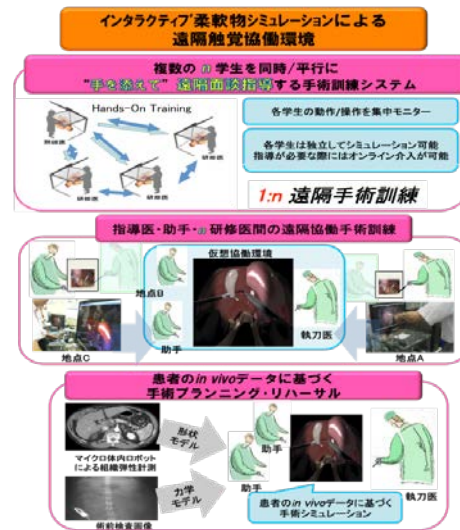 インタラクティブ柔軟物シミュレーションによる
遠隔触覚協働環境
複数のn学生を同時/平行に
"手を添えて" 遠隔面談指導する手術訓練システム
Hands-On Training
研修医
研修医
研修医
各学生の動作/操作を集中モニター
各学生は独立してシミュレーション可能
指導が必要な際にはオンライン介入が可能
1:n 遠隔手術訓練
指導医・助手・n研修医間の遠隔協働手術訓練
仮想協働環境
地点B
地点C
助手
執刀医
地点A
患者のin vivoデータに基づく
手術プランニング・リハーサル
形状
モデル
マイクロ体内ロボット
による組織弾性計測
力学
モデル
術前検査画像
助手
助手
執刀医
患者のin vivoデータに基づく
手術シミュレーション